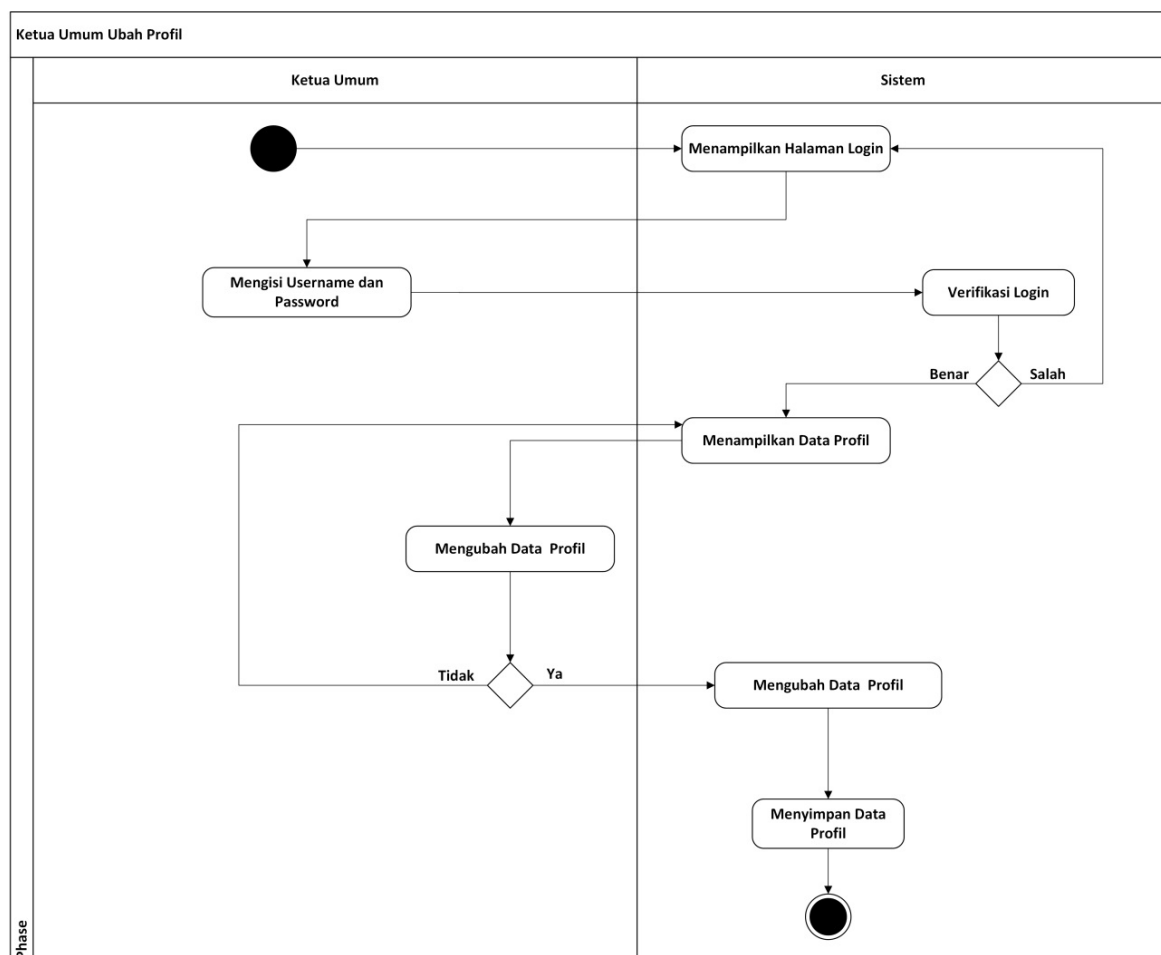 Ketua Umum Ubah Profil
Ketua Umum
Sistem
Menampilkan Halaman Login
Mengisi Username dan
Password
Verifikasi Login
Benar
Salah
Menampilkan Data Profil
Mengubah Data  Profil
Tidak
Ya
Mengubah Data  Profil
Menyimpan Data
Profil
Phase